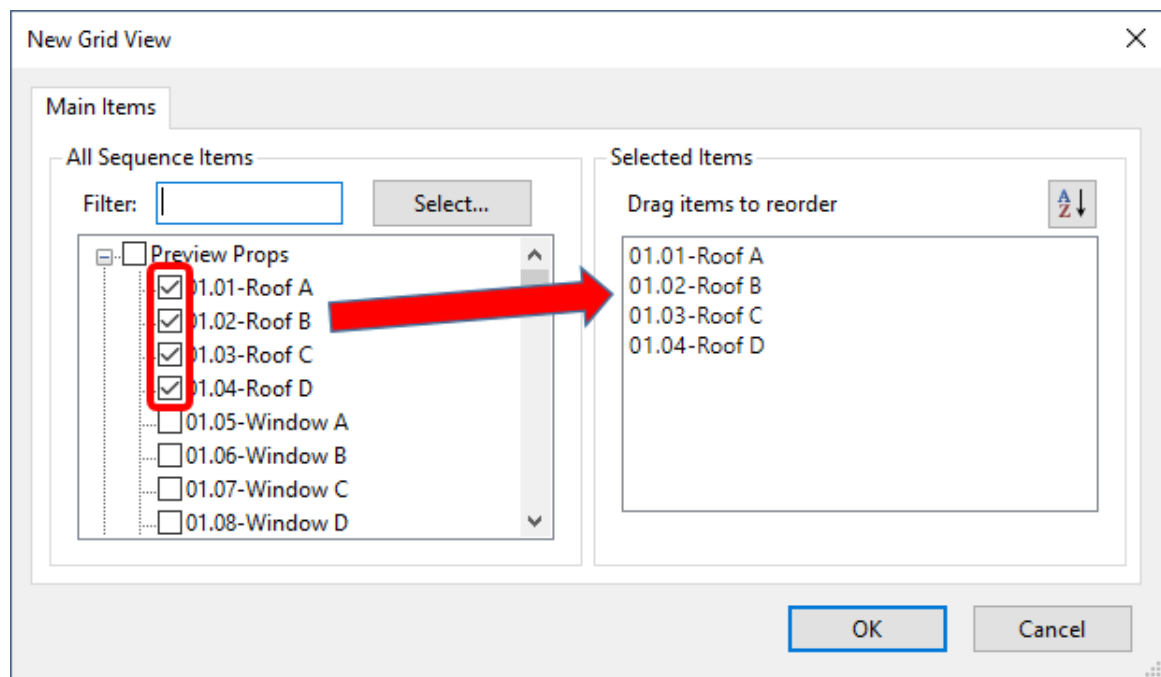 New Grid View
Main Items
All Sequence Items
Filter:
Select...
Preview Props
01.01-Roof A
01.02-Roof B
01.03-Roof C
01.04-Roof D
01.05-Window A
01.06-Window B
01.07-Window C
01.08-Window D
Selected Items
Drag items to reorder
A
Z
01.01-Roof A
01.02-Roof B
01.03-Roof C
01.04-Roof D
OK
Cancel